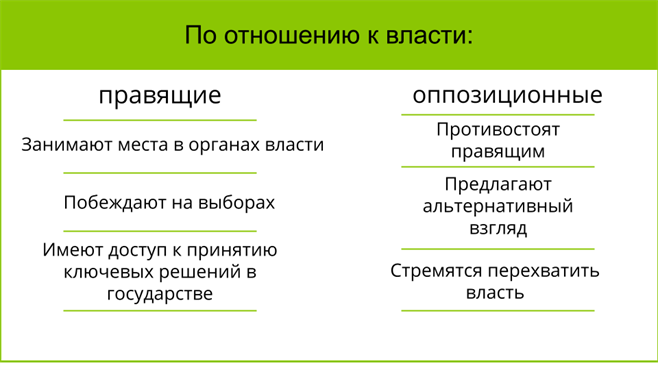 По отношению к власти:
правящие
Занимают места в органах власти
Побеждают на выборах
Имеют доступ к принятию
ключевых решений в
государстве
оппозиционные
Противостоят
правящим
Предлагают
альтернативный
взгляд
Стремятся перехватить
власть